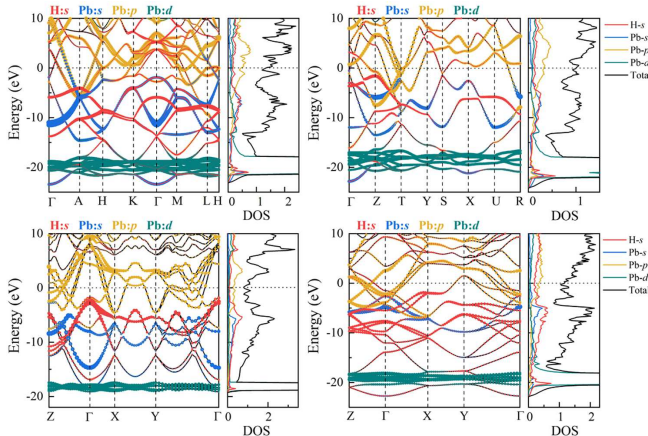 H:s Pb:s Pb:p Pb:d
Energy (eV)
10
0
-10
-20
Γ A H K Γ M L H
0 1 2
DOS
H:s Pb:s Pb:p Pb:d
Energy (eV)
10
0
-10
-20
Γ Z T Y S X U R
0 1
DOS
H-s
Pb-s
Pb-p
Pb-d
Total
H:s Pb:s Pb:p Pb:d
Energy (eV)
10
0
-10
-20
Z Γ X Y Γ
0 2
DOS
H:s Pb:s Pb:p Pb:d
Energy (eV)
10
0
-10
-20
Z Γ X Y Γ
0 1 2
DOS
H-s
Pb-s
Pb-p
Pb-d
Total